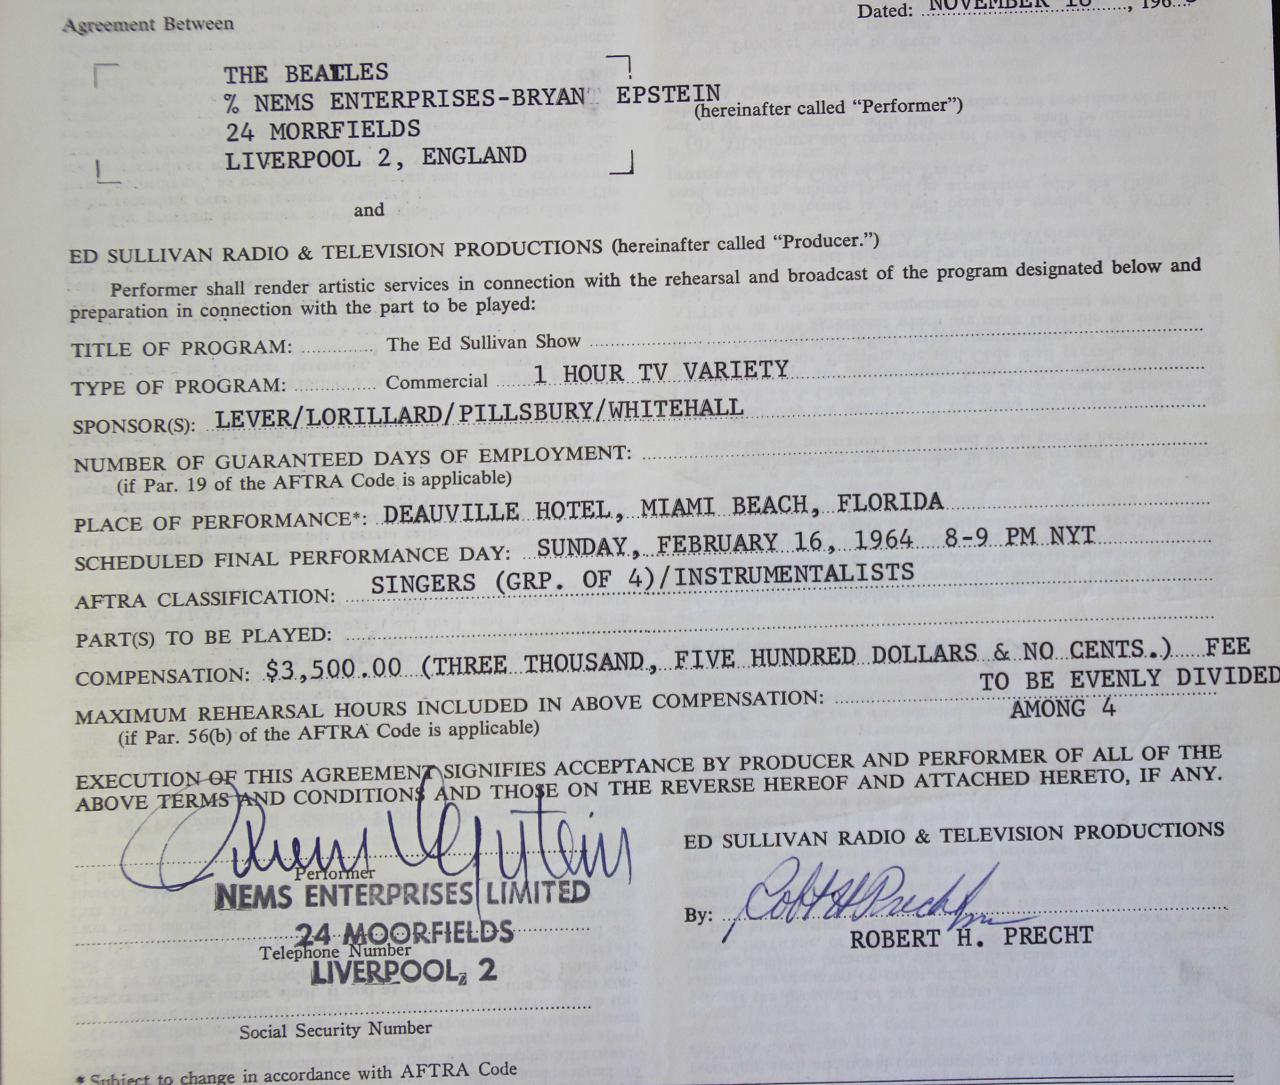 Agreement Between
Dated: NOVEMBER 18, 196
THE BEATLES
% NEMS ENTERPRISES-BRYAN EPSTEIN
(hereinafter called “Performer”)
24 MORRFIELDS
LIVERPOOL 2, ENGLAND
and
ED SULLIVAN RADIO & TELEVISION PRODUCTIONS (hereinafter called “Producer.”)
Performer shall render artistic services in connection with the rehearsal and broadcast of the program designated below and
preparation in connection with the part to be played:
TITLE OF PROGRAM: The Ed Sullivan Show
TYPE OF PROGRAM: Commercial 1 HOUR TV VARIETY
SPONSOR(S): LEVER/LORILLARD/PILLSBURY/WHITEHALL
NUMBER OF GUARANTEED DAYS OF EMPLOYMENT:
(if Par. 19 of the AFTRA Code is applicable)
PLACE OF PERFORMANCE*: DEAUVILLE HOTEL, MIAMI BEACH, FLORIDA
SCHEDULED FINAL PERFORMANCE DAY: SUNDAY, FEBRUARY 16, 1964 8-9 PM NYT
AFTRA CLASSIFICATION: SINGERS (GRP. OF 4)/INSTRUMENTALISTS
PART(S) TO BE PLAYED:
COMPENSATION: $3,500.00 (THREE THOUSAND, FIVE HUNDRED DOLLARS & NO CENTS.) FEE
TO BE EVENLY DIVIDED
MAXIMUM REHEARSAL HOURS INCLUDED IN ABOVE COMPENSATION:
AMONG 4
(if Par. 56(b) of the AFTRA Code is applicable)
EXECUTION OF THIS AGREEMENT SIGNIFIES ACCEPTANCE BY PRODUCER AND PERFORMER OF ALL OF THE
ABOVE TERMS AND CONDITIONS AND THOSE ON THE REVERSE HEREOF AND ATTACHED HERETO, IF ANY.
Epstein
Performer
NEMS ENTERPRISES LIMITED
24 MOORFIELDS
Telephone Number
LIVERPOOL, 2
Social Security Number
ED SULLIVAN RADIO & TELEVISION PRODUCTIONS
By: Robt H Precht
ROBERT H. PRECHT
*Subject to change in accordance with AFTRA Code